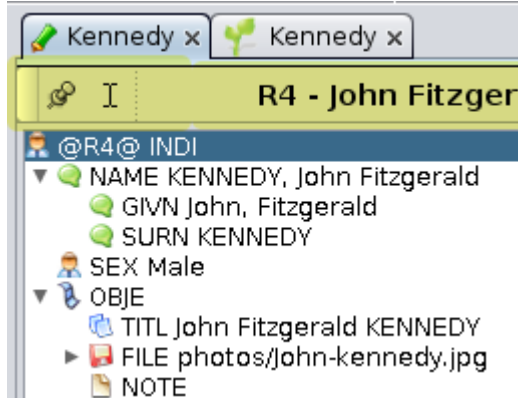 Kennedy x Kennedy x
R4 - John Fitzger
@R4@ INDI
NAME KENNEDY, John Fitzgerald
GIVN John, Fitzgerald
SURN KENNEDY
SEX Male
OBJE
TITL John Fitzgerald KENNEDY
FILE photos/John-kennedy.jpg
NOTE